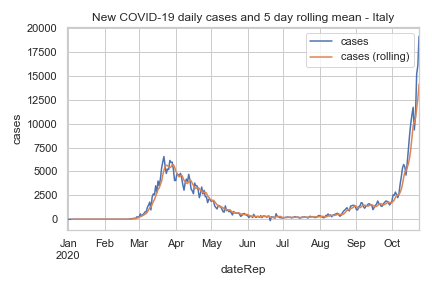 New COVID-19 daily cases and 5 day rolling mean - Italy
20000
17500
15000
12500
10000
7500
5000
2500
0
cases
cases
cases (rolling)
Jan Feb Mar Apr May Jun Jul Aug Sep Oct
2020
dateRep